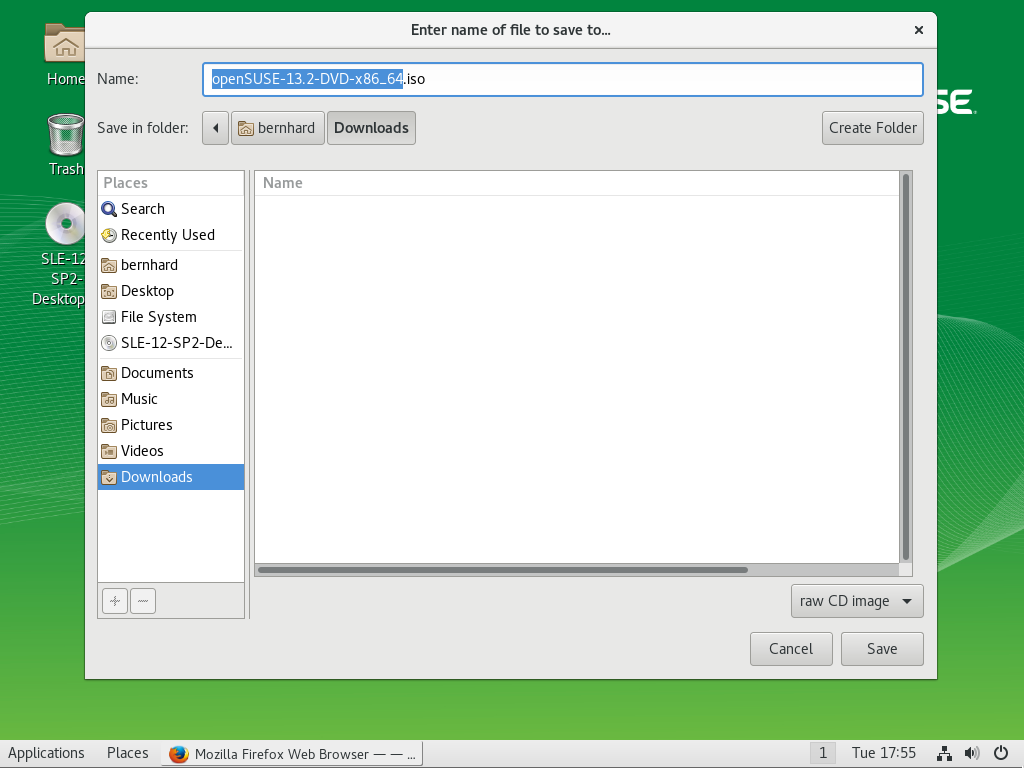 Enter name of file to save to...
Name:
openSUSE-13.2-DVD-x86_64.iso
Save in folder:
bernhard
Downloads
Create Folder
Places
Name
Search
Recently Used
bernhard
Desktop
File System
SLE-12-SP2-De...
Documents
Music
Pictures
Videos
Downloads
raw CD image
Cancel
Save
Home
Trash
SLE-12
SP2-
Desktop
SE
Applications
Places
Mozilla Firefox Web Browser — — ...
1
Tue 17:55